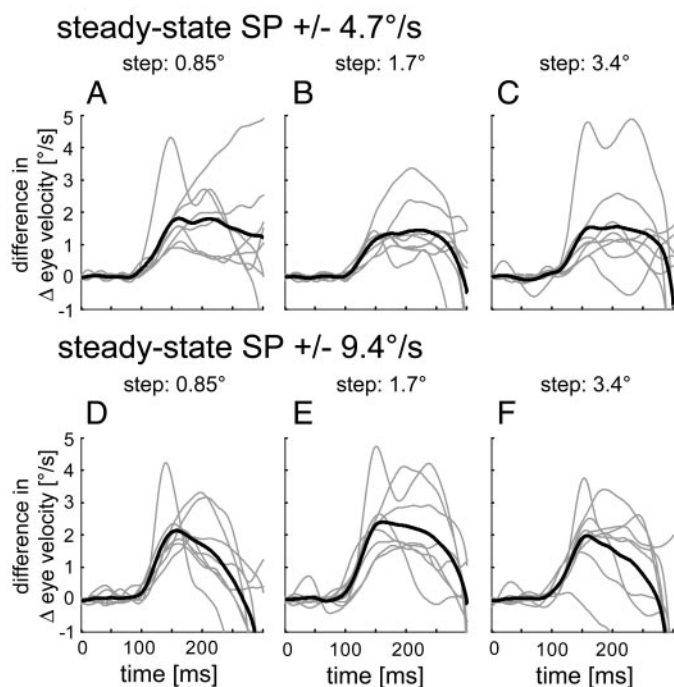 steady-state SP +/- 4.7°/s
step: 0.85° step: 1.7° step: 3.4°
A B C
difference in
Δ eye velocity [°/s]
5
4
3
2
1
0
-1
steady-state SP +/- 9.4°/s
step: 0.85° step: 1.7° step: 3.4°
D E F
difference in
Δ eye velocity [°/s]
5
4
3
2
1
0
-1
0 100 200 0 100 200 0 100 200
time [ms] time [ms] time [ms]